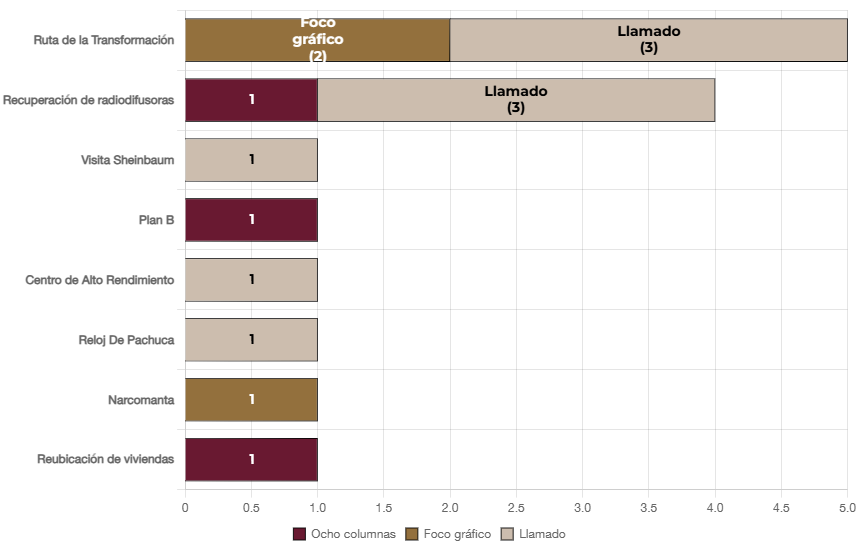 Ruta de la Transformación
Foco
gráfico
(2)
Llamado
(3)
Recuperación de radiodifusoras
1
Llamado
(3)
Visita Sheinbaum
1
Plan B
1
Centro de Alto Rendimiento
1
Reloj De Pachuca
1
Narcomanta
1
Reubicación de viviendas
1
0 0.5 1.0 1.5 2.0 2.5 3.0 3.5 4.0 4.5 5.0
Ocho columnas Foco gráfico Llamado